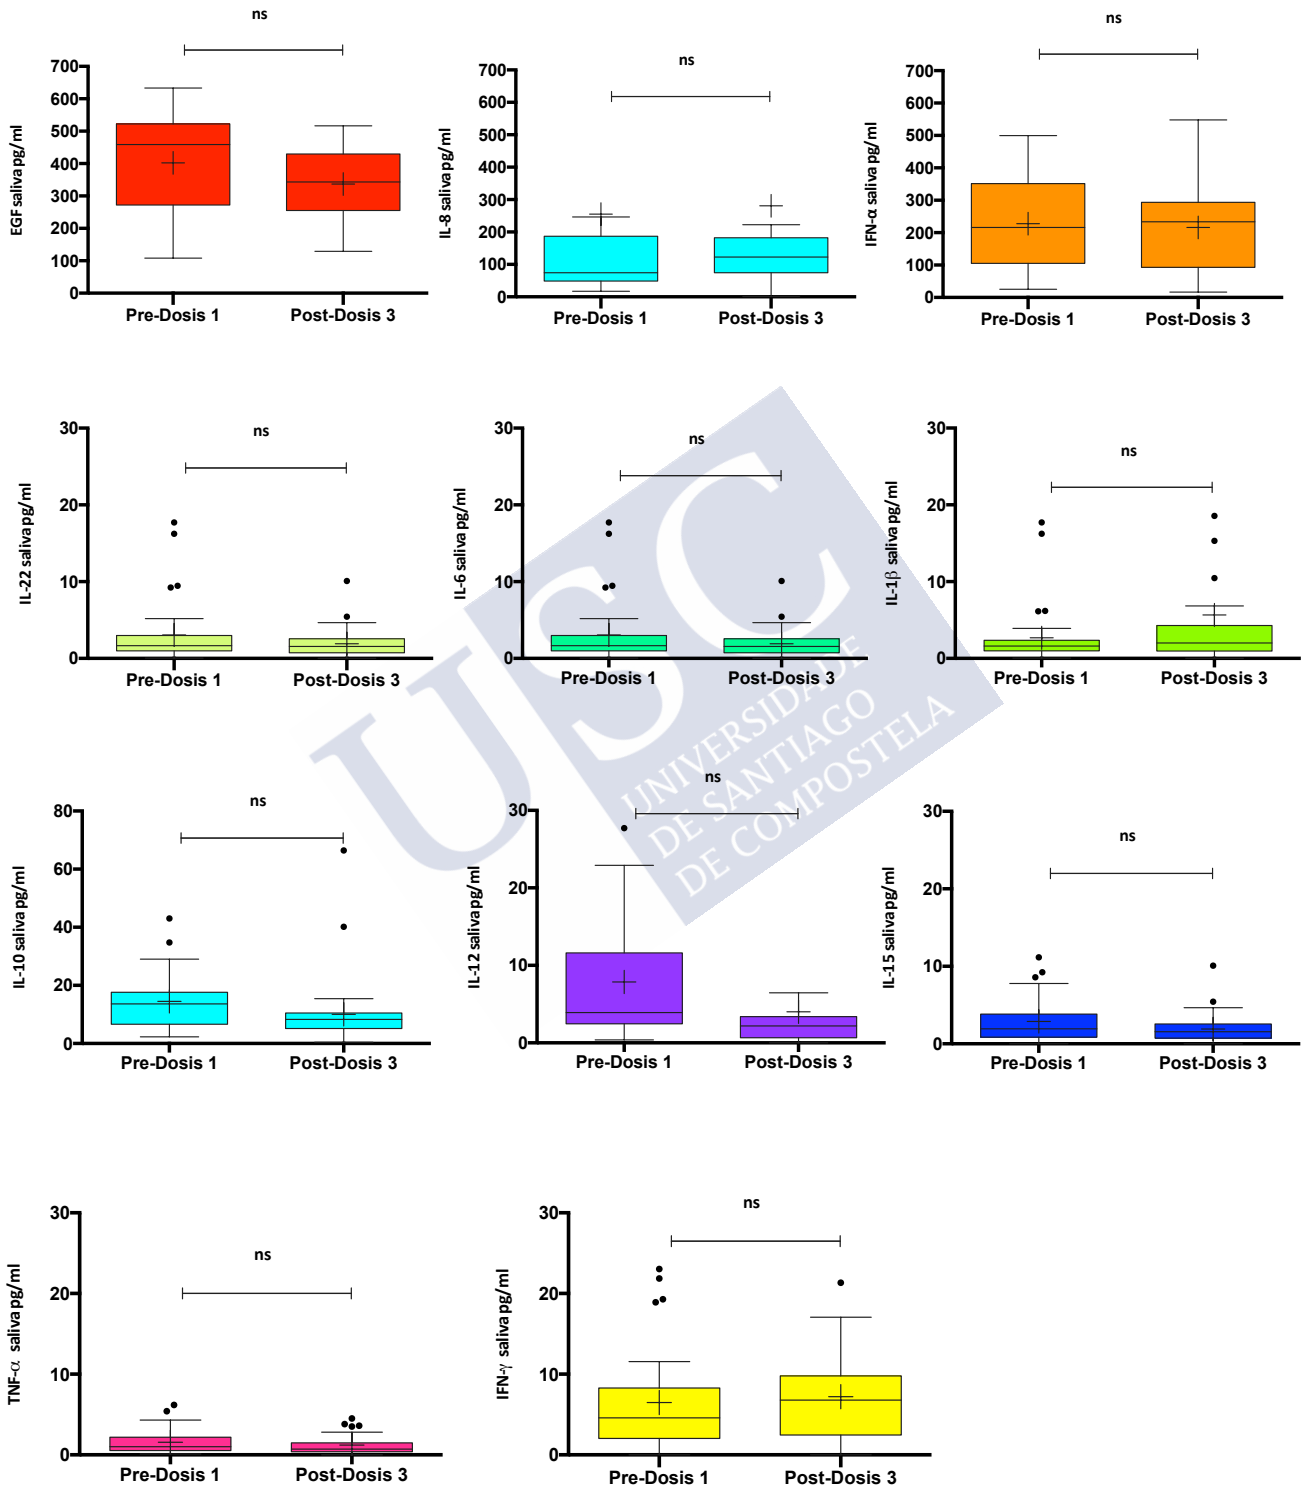 ns
EGF saliva pg/ml
700
600
500
400
300
200
100
0
Pre-Dosis 1
Post-Dosis 3
ns
IL-8 saliva pg/ml
700
600
500
400
300
200
100
0
Pre-Dosis 1
Post-Dosis 3
ns
IFN-α saliva pg/ml
700
600
500
400
300
200
100
0
Pre-Dosis 1
Post-Dosis 3
ns
IL-22 saliva pg/ml
30
20
10
0
Pre-Dosis 1
Post-Dosis 3
ns
IL-6 saliva pg/ml
30
20
10
0
Pre-Dosis 1
Post-Dosis 3
ns
IL-1β saliva pg/ml
30
20
10
0
Pre-Dosis 1
Post-Dosis 3
USC
UNIVERSIDADE
DE SANTIAGO
DE COMPOSTELA
ns
IL-10 saliva pg/ml
80
60
40
20
0
Pre-Dosis 1
Post-Dosis 3
ns
IL-12 saliva pg/ml
30
20
10
0
Pre-Dosis 1
Post-Dosis 3
ns
IL-15 saliva pg/ml
30
20
10
0
Pre-Dosis 1
Post-Dosis 3
ns
TNF-α saliva pg/ml
30
20
10
0
Pre-Dosis 1
Post-Dosis 3
ns
IFN-γ saliva pg/ml
30
20
10
0
Pre-Dosis 1
Post-Dosis 3